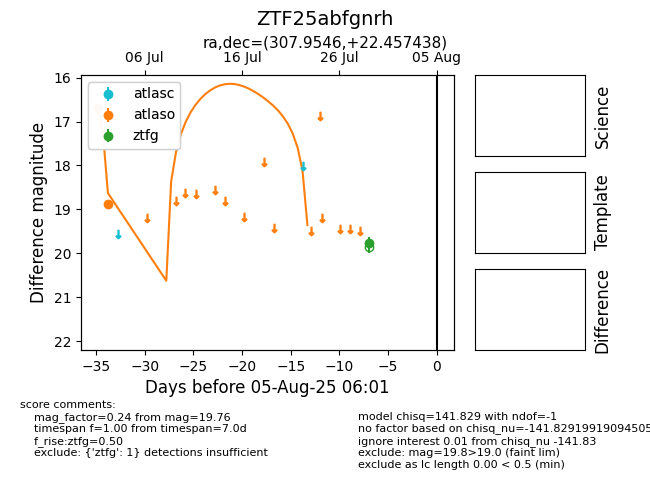 ZTF25abfgnrh
ra,dec=(307.9546,+22.457438)
06 Jul 16 Jul 26 Jul 05 Aug
atlasc
atlaso
ztfg
16
17
18
19
20
21
22
Difference magnitude
−35 −30 −25 −20 −15 −10 −5 0
Days before 05-Aug-25 06:01
Science
Template
Difference
score comments:
mag_factor=0.24 from mag=19.76
timespan f=1.00 from timespan=7.0d
f_rise:ztfg=0.50
exclude: {'ztfg': 1} detections insufficient
model chisq=141.829 with ndof=-1
no factor based on chisq_nu=-141.82919919094505
ignore interest 0.01 from chisq_nu -141.83
exclude: mag=19.8>19.0 (faint lim)
exclude as lc length 0.00 < 0.5 (min)